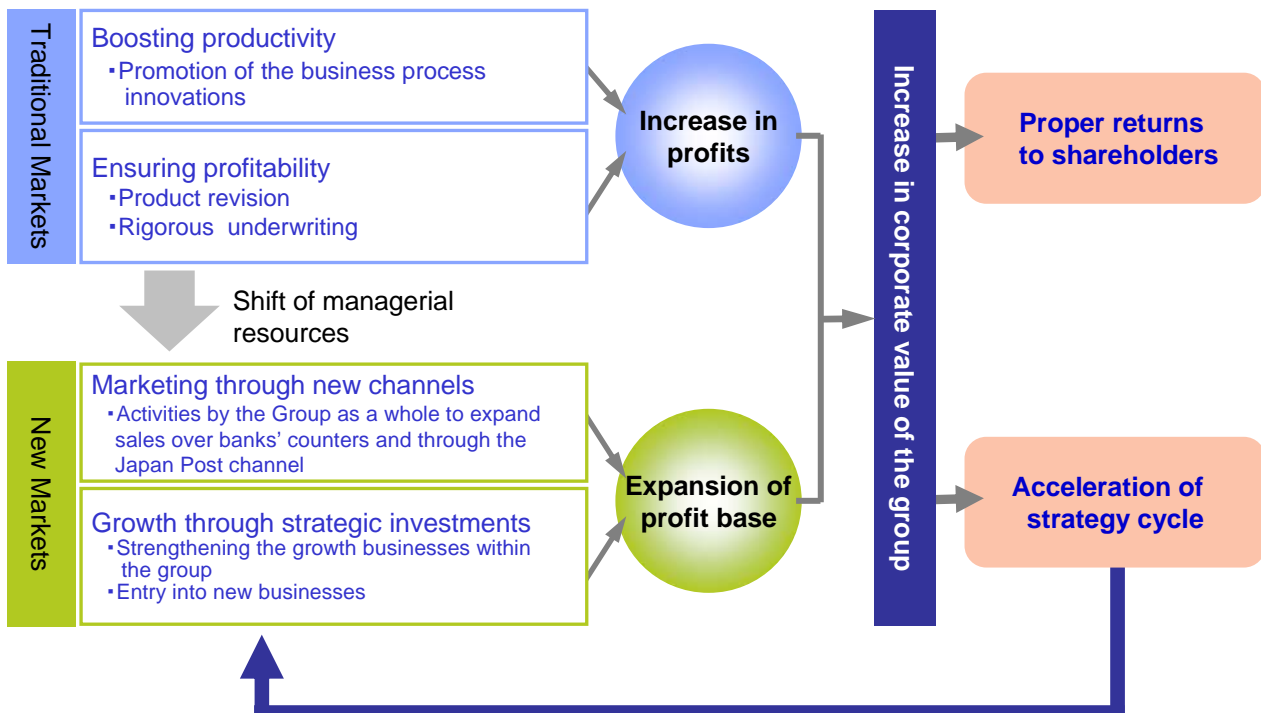 Traditional Markets
Boosting productivity
・Promotion of the business process
innovations
Ensuring profitability
・Product revision
・Rigorous underwriting
Increase in
profits
Shift of managerial
resources
New Markets
Marketing through new channels
・Activities by the Group as a whole to expand
sales over banks’ counters and through the
Japan Post channel
Growth through strategic investments
・Strengthening the growth businesses within
the group
・Entry into new businesses
Expansion of
profit base
Increase in corporate value of the group
Proper returns
to shareholders
Acceleration of
strategy cycle